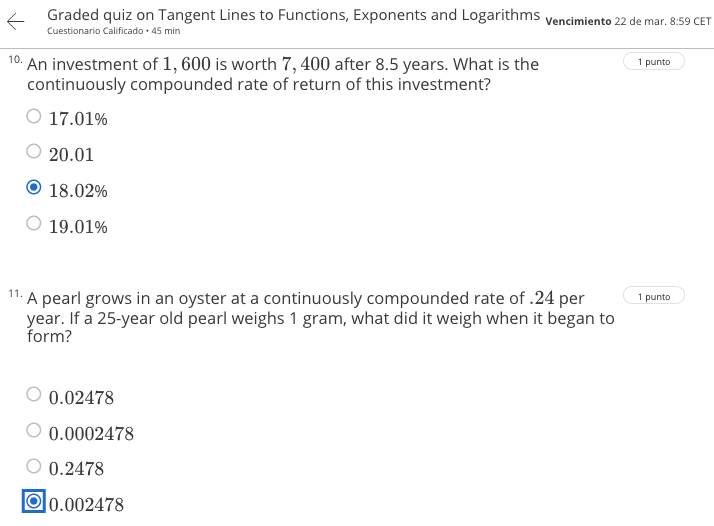 Graded quiz on Tangent Lines to Functions, Exponents and Logarithms
Vencimiento 22 de mar. 8:59 CET
Cuestionario Calificado • 45 min
10. An investment of 1,600 is worth 7,400 after 8.5 years. What is the
1 punto
continuously compounded rate of return of this investment?
17.01%
20.01
18.02%
19.01%
11. A pearl grows in an oyster at a continuously compounded rate of .24 per
1 punto
year. If a 25-year old pearl weighs 1 gram, what did it weigh when it began to
form?
0.02478
0.0002478
0.2478
0.002478